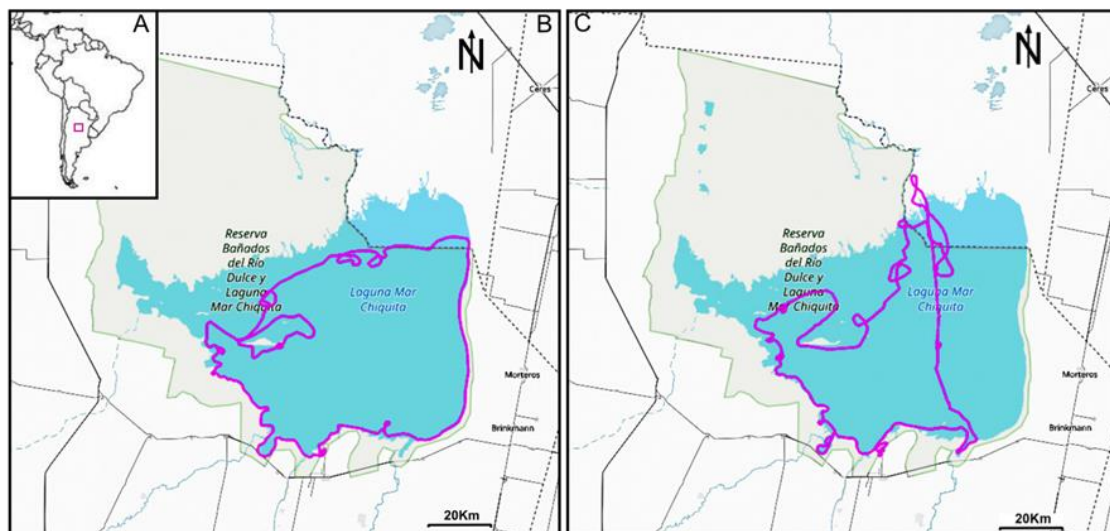 A
B
N
Ceres
Reserva
Bañados
del Río
Dulce y
Laguna
Mar Chiquita
Laguna Mar
Chiquita
Morteros
Brinkmann
20Km
C
N
Ceres
Reserva
Bañados
del Río
Dulce y
Laguna
Mar Chiquita
Laguna Mar
Chiquita
Morteros
Brinkmann
20Km